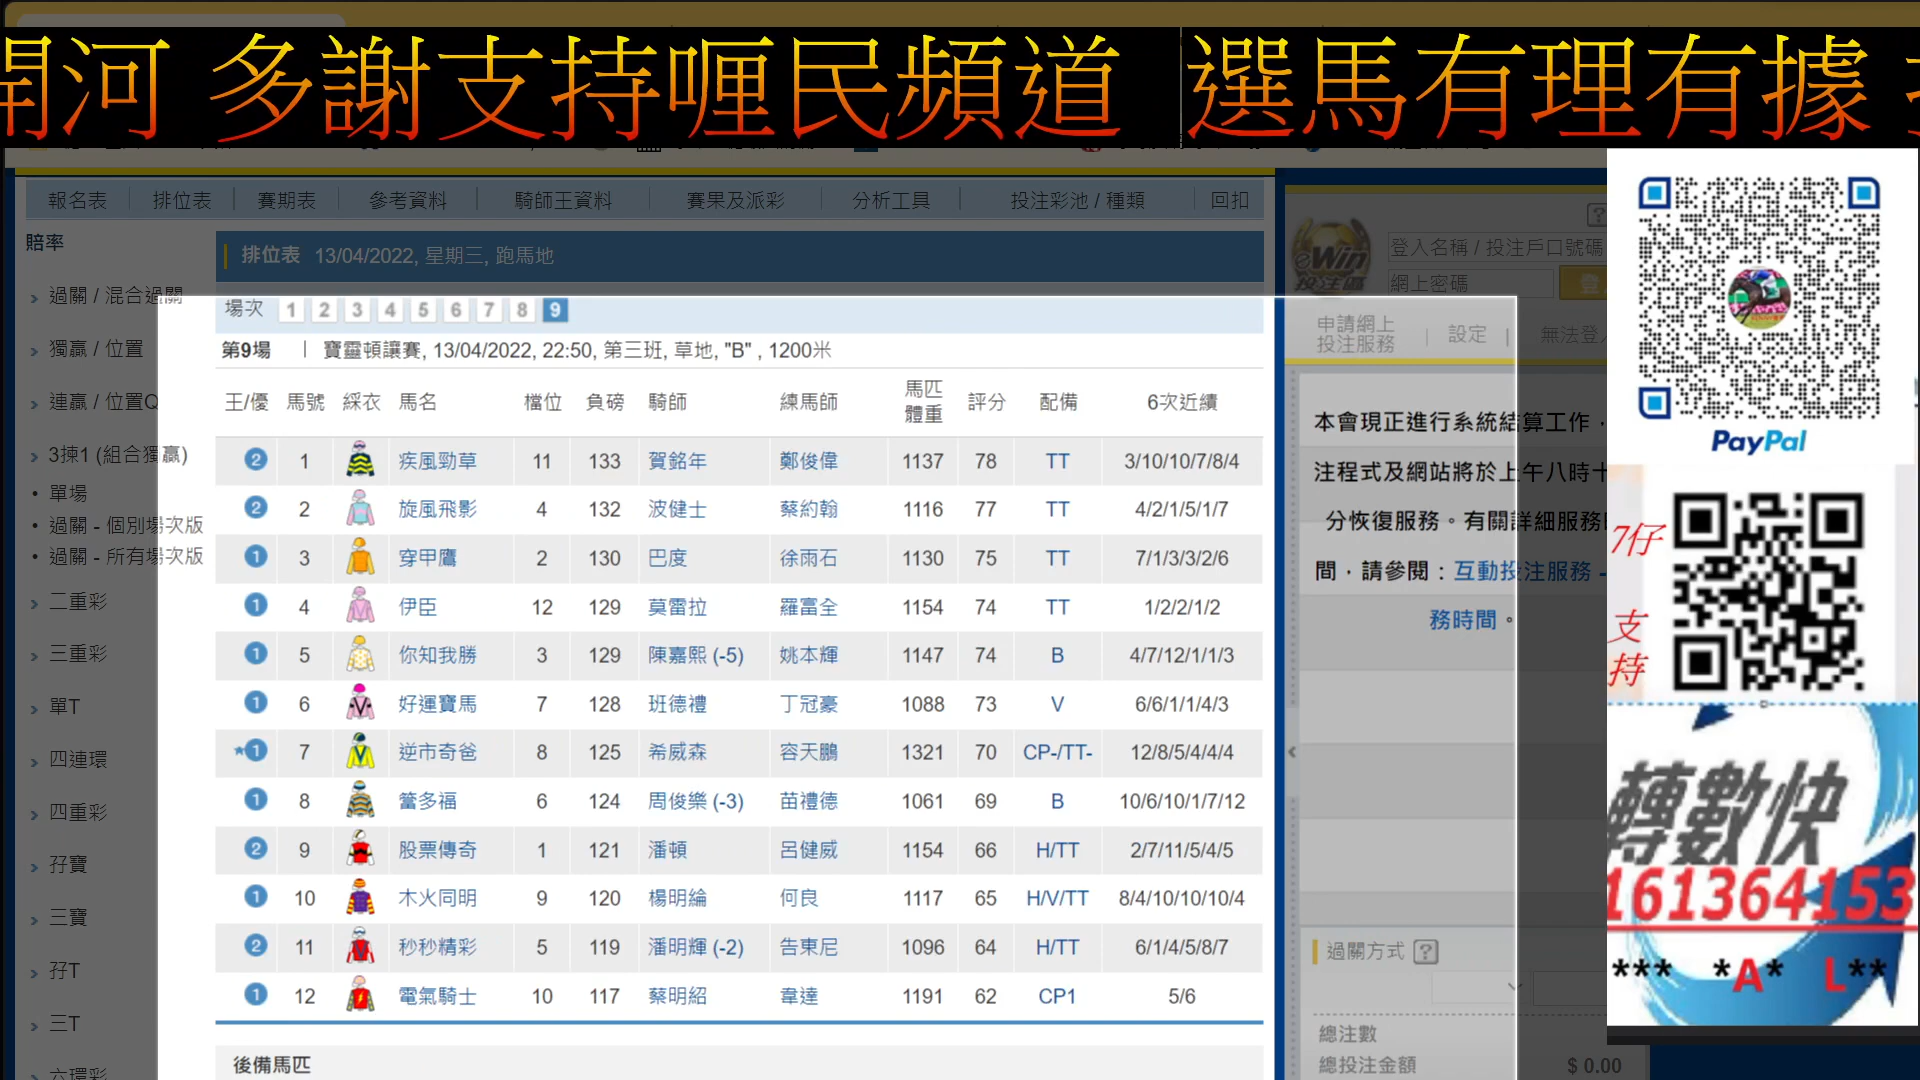 開河 多謝支持喱民頻道 選馬有理有據
報名表 排位表 賽期表 參考資料 騎師王資料 賽果及派彩 分析工具 投注彩池 / 種類 回扣
賠率
過關 / 混合過關
獨贏 / 位置
連贏 / 位置Q
3揀1 (組合獨贏)
• 單場
• 過關 - 個別場次版
• 過關 - 所有場次版
二重彩
三重彩
單T
四連環
四重彩
孖寶
三寶
孖T
三T
六環彩
排位表 13/04/2022, 星期三, 跑馬地
場次 1 2 3 4 5 6 7 8 9
第9場 | 寶靈頓讓賽, 13/04/2022, 22:50, 第三班, 草地, "B" , 1200米
王/優 馬號 綵衣 馬名 檔位 負磅 騎師 練馬師 馬匹體重 評分 配備 6次近績
2 1 疾風勁草 11 133 賀銘年 鄭俊偉 1137 78 TT 3/10/10/7/8/4
2 2 旋風飛影 4 132 波健士 蔡約翰 1116 77 TT 4/2/1/5/1/7
1 3 穿甲鷹 2 130 巴度 徐雨石 1130 75 TT 7/1/3/3/2/6
1 4 伊臣 12 129 莫雷拉 羅富全 1154 74 TT 1/2/2/1/2
1 5 你知我勝 3 129 陳嘉熙 (-5) 姚本輝 1147 74 B 4/7/12/1/1/3
1 6 好運寶馬 7 128 班德禮 丁冠豪 1088 73 V 6/6/1/1/4/3
★1 7 逆市奇爸 8 125 希威森 容天鵬 1321 70 CP-/TT- 12/8/5/4/4/4
1 8 簹多福 6 124 周俊樂 (-3) 苗禮德 1061 69 B 10/6/10/1/7/12
2 9 股票傳奇 1 121 潘頓 呂健威 1154 66 H/TT 2/7/11/5/4/5
1 10 木火同明 9 120 楊明綸 何良 1117 65 H/V/TT 8/4/10/10/10/4
2 11 秒秒精彩 5 119 潘明輝 (-2) 告東尼 1096 64 H/TT 6/1/4/5/8/7
1 12 電氣騎士 10 117 蔡明紹 韋達 1191 62 CP1 5/6
後備馬匹
eWin
投注區
登入名稱 / 投注戶口號碼
網上密碼
登
申請網上投注服務 | 設定 | 無法登入
本會現正進行系統結算工作，
注程式及網站將於上午八時十
分恢復服務。有關詳細服務
間，請參閱：互動投注服務 -
務時間。
過關方式 ?
總注數
總投注金額 $ 0.00
PayPal
7仔
支
持
轉數快
161364153
*** *A* L**